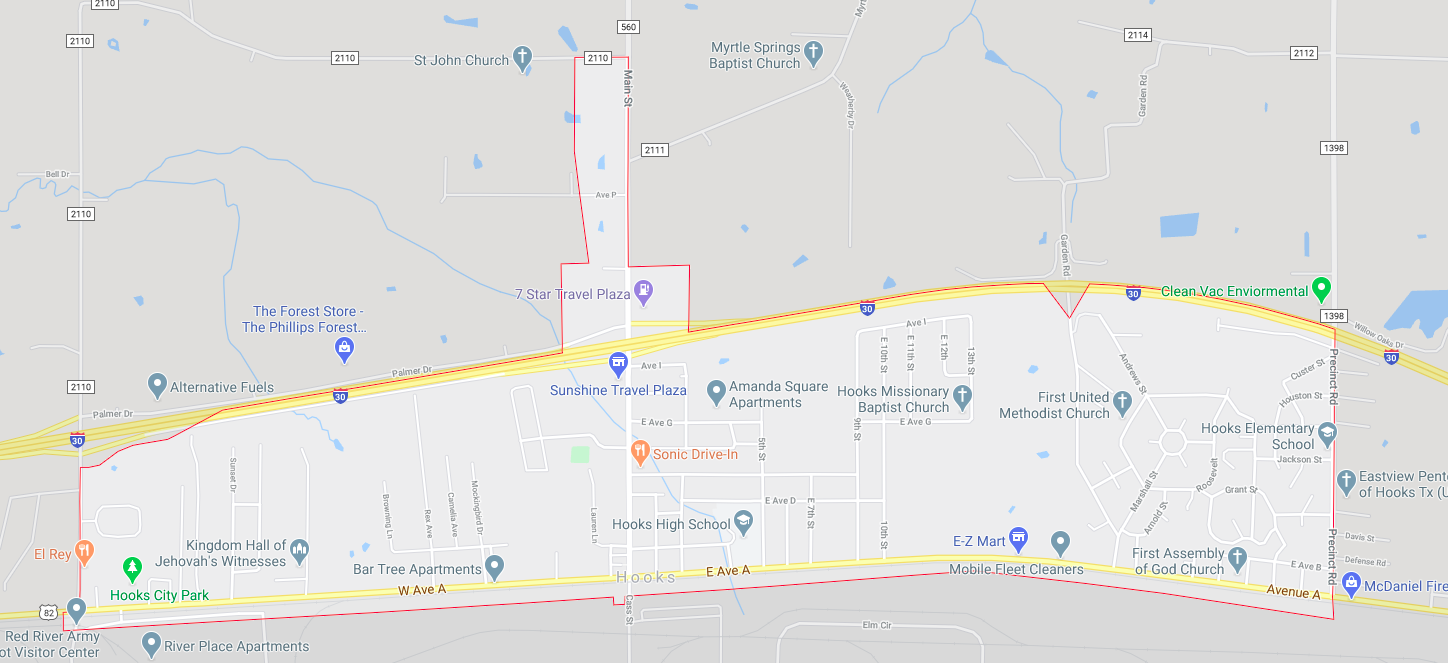 2110
560
2110
2110
St John Church
2110
Main St
Myrtle Springs
Baptist Church
Weatherby Dr
2114
2112
Garden Rd
2111
1398
Bell Dr
2110
Ave P
Garden Rd
7 Star Travel Plaza
30
30
Clean Vac Enviormental
1398
Willow Oaks Dr
30
The Forest Store -
The Phillips Forest...
Palmer Dr
30
2110
Alternative Fuels
Palmer Dr
30
Sunshine Travel Plaza
Ave I
Amanda Square
Apartments
E Ave G
Sonic Drive-In
5th St
Ave I
E 10th St
E 11th St
E 12th
13th St
Hooks Missionary
Baptist Church
9th St
E Ave G
First United
Methodist Church
Andrews St
Custer St
Houston St
Precinct Rd
Hooks Elementary
School
Jackson St
Eastview Pente
of Hooks Tx (U
Marshall St
Roosevelt
Grant St
Arnold St
Sunset Dr
Browning Ln
Rex Ave
Camelia Ave
Mockingbird Dr
Lauren Ln
E Ave D
E 7th St
10th St
Hooks High School
El Rey
Kingdom Hall of
Jehovah's Witnesses
Hooks City Park
Bar Tree Apartments
W Ave A
Hooks
E Ave A
E-Z Mart
Mobile Fleet Cleaners
First Assembly
of God Church
E Ave B
Davis St
Defense Rd
Precinct Rd
Avenue A
McDaniel Fire
82
Red River Army
ot Visitor Center
River Place Apartments
Cass St
Elm Cir